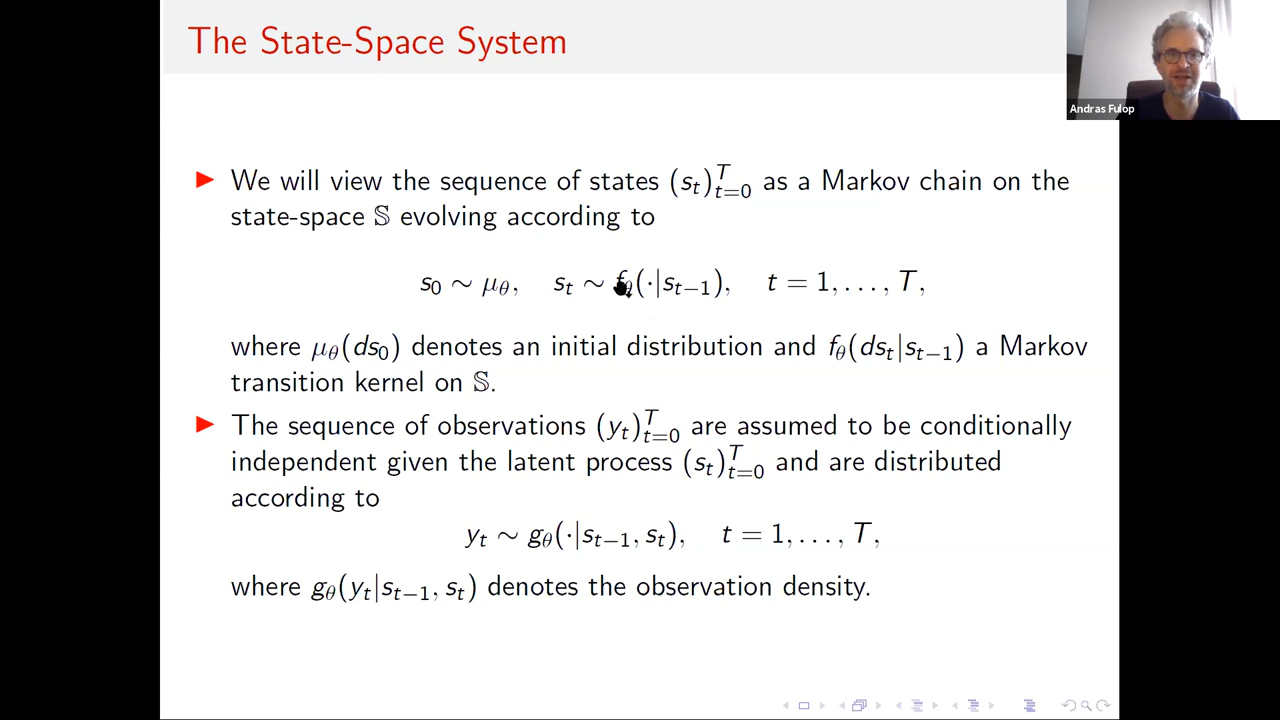 The State-Space System
Andras Fulop
▶ We will view the sequence of states (s_t)_{t=0}^T as a Markov chain on the
state-space 𝕊 evolving according to
s_0 ∼ μ_θ, s_t ∼ f_θ(·|s_{t−1}), t = 1, . . . , T,
where μ_θ(ds_0) denotes an initial distribution and f_θ(ds_t|s_{t−1}) a Markov
transition kernel on 𝕊.
▶ The sequence of observations (y_t)_{t=0}^T are assumed to be conditionally
independent given the latent process (s_t)_{t=0}^T and are distributed
according to
y_t ∼ g_θ(·|s_{t−1}, s_t), t = 1, . . . , T,
where g_θ(y_t|s_{t−1}, s_t) denotes the observation density.